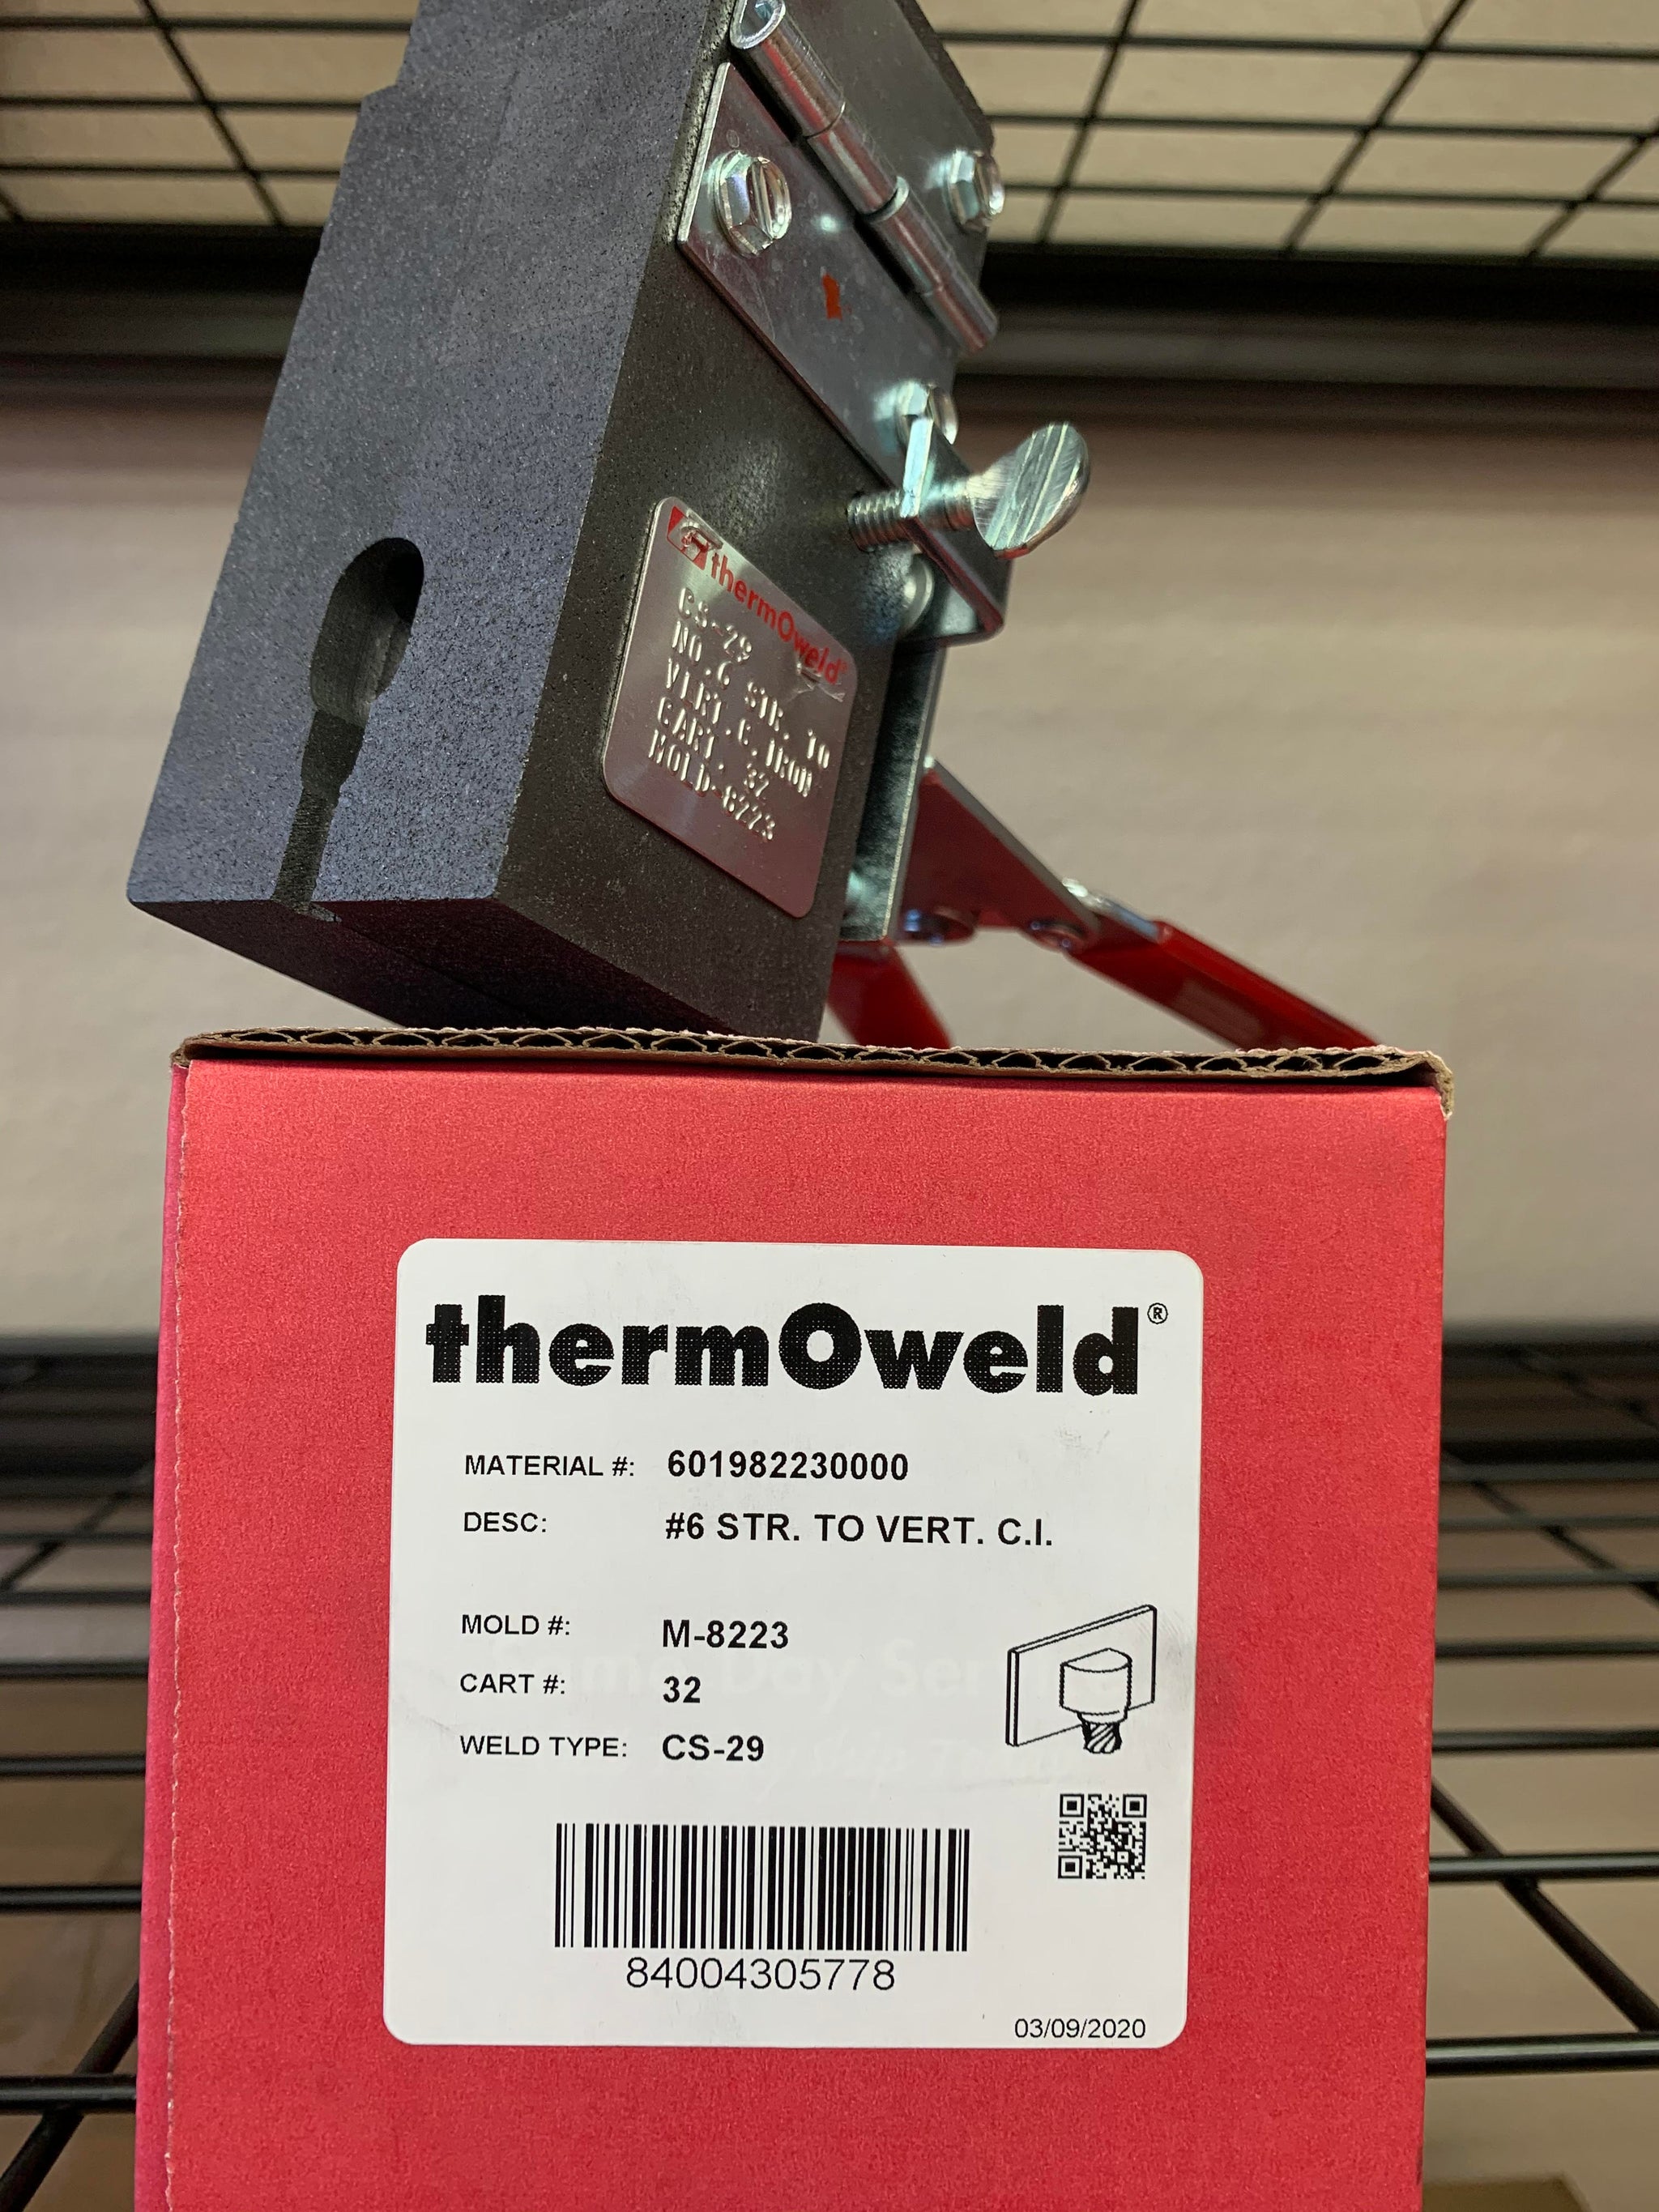 thermOweld®
CS-29
NO.6 STR. TO
VERT.C.IRON
CART. 32
MOLD-8223
thermOweld®
MATERIAL #: 601982230000
DESC: #6 STR. TO VERT. C.I.
MOLD #: M-8223
CART #: 32
WELD TYPE: CS-29
84004305778
03/09/2020